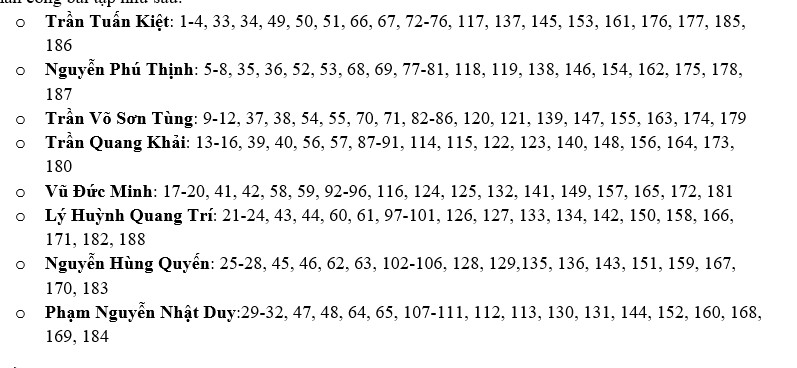 o Trần Tuấn Kiệt: 1-4, 33, 34, 49, 50, 51, 66, 67, 72-76, 117, 137, 145, 153, 161, 176, 177, 185,
186
o Nguyễn Phú Thịnh: 5-8, 35, 36, 52, 53, 68, 69, 77-81, 118, 119, 138, 146, 154, 162, 175, 178,
187
o Trần Võ Sơn Tùng: 9-12, 37, 38, 54, 55, 70, 71, 82-86, 120, 121, 139, 147, 155, 163, 174, 179
o Trần Quang Khải: 13-16, 39, 40, 56, 57, 87-91, 114, 115, 122, 123, 140, 148, 156, 164, 173,
180
o Vũ Đức Minh: 17-20, 41, 42, 58, 59, 92-96, 116, 124, 125, 132, 141, 149, 157, 165, 172, 181
o Lý Huỳnh Quang Trí: 21-24, 43, 44, 60, 61, 97-101, 126, 127, 133, 134, 142, 150, 158, 166,
171, 182, 188
o Nguyễn Hùng Quyến: 25-28, 45, 46, 62, 63, 102-106, 128, 129,135, 136, 143, 151, 159, 167,
170, 183
o Phạm Nguyễn Nhật Duy:29-32, 47, 48, 64, 65, 107-111, 112, 113, 130, 131, 144, 152, 160, 168,
169, 184